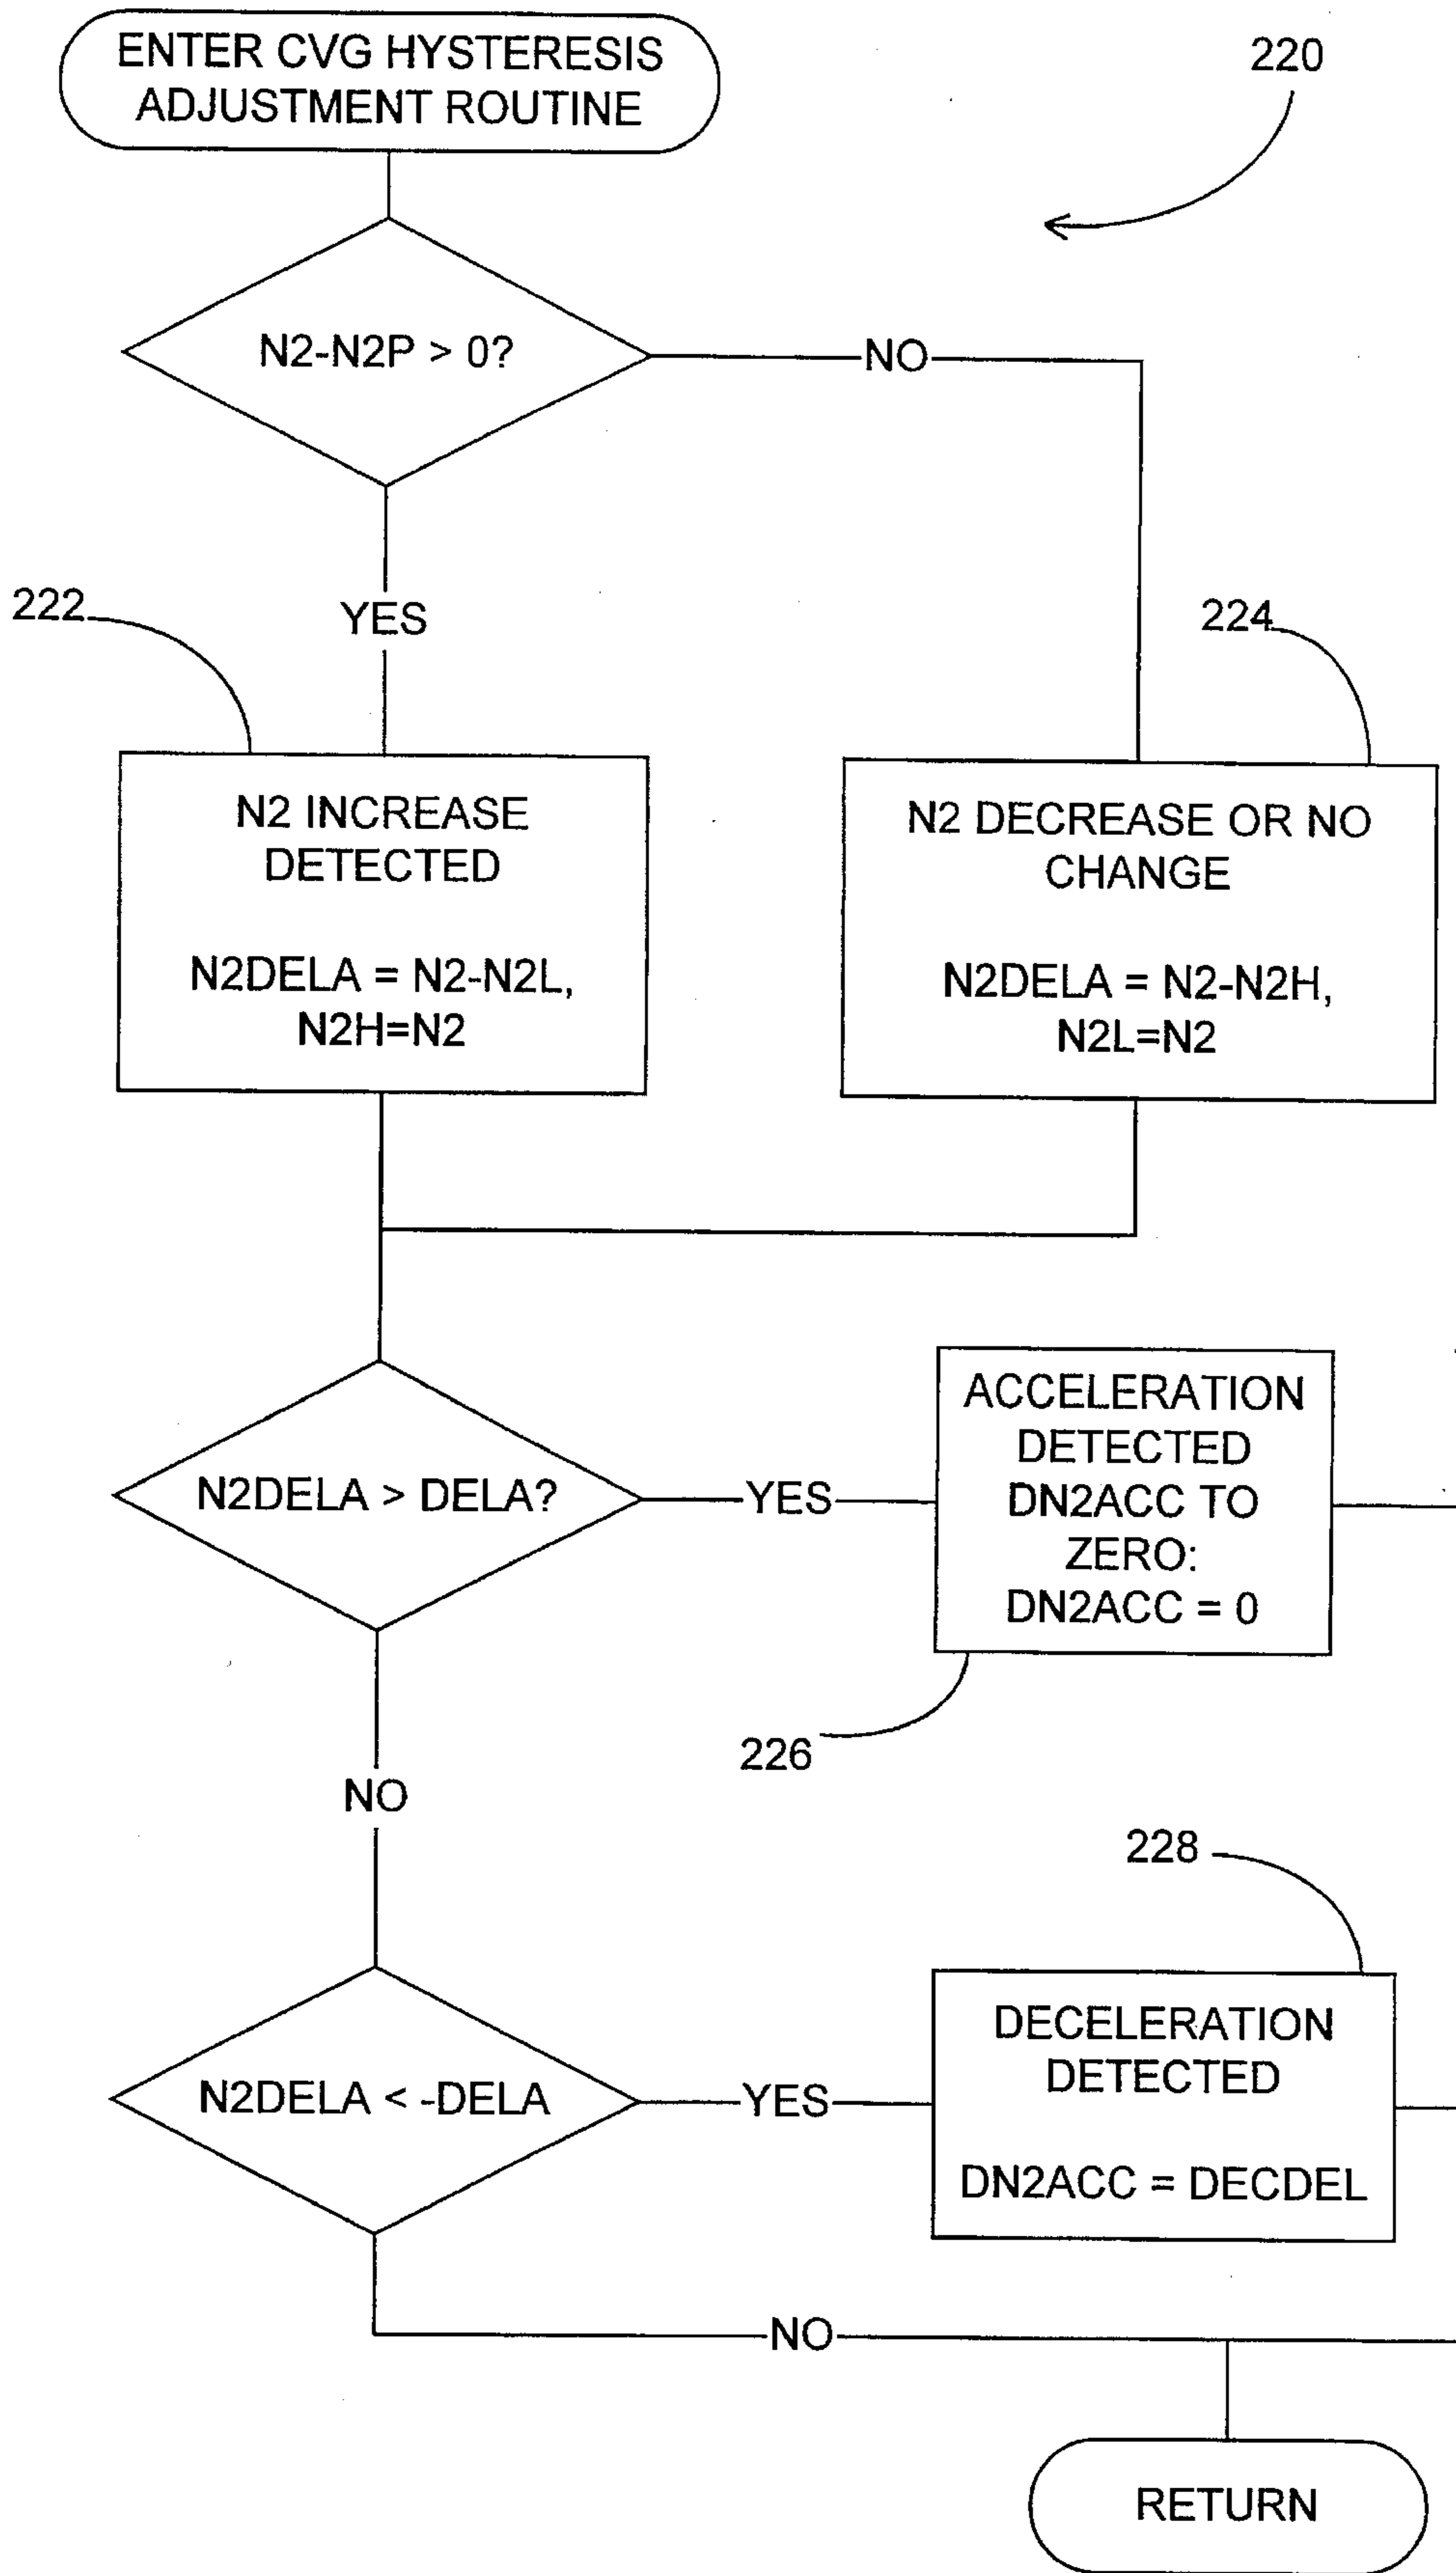 ENTER CVG HYSTERESIS
ADJUSTMENT ROUTINE
220
N2-N2P > 0?
NO
YES
222
224
N2 INCREASE
DETECTED
N2DELA = N2-N2L,
N2H=N2
N2 DECREASE OR NO
CHANGE
N2DELA = N2-N2H,
N2L=N2
N2DELA > DELA?
YES
ACCELERATION
DETECTED
DN2ACC TO
ZERO:
DN2ACC = 0
226
NO
228
N2DELA < -DELA
YES
DECELERATION
DETECTED
DN2ACC = DECDEL
NO
RETURN